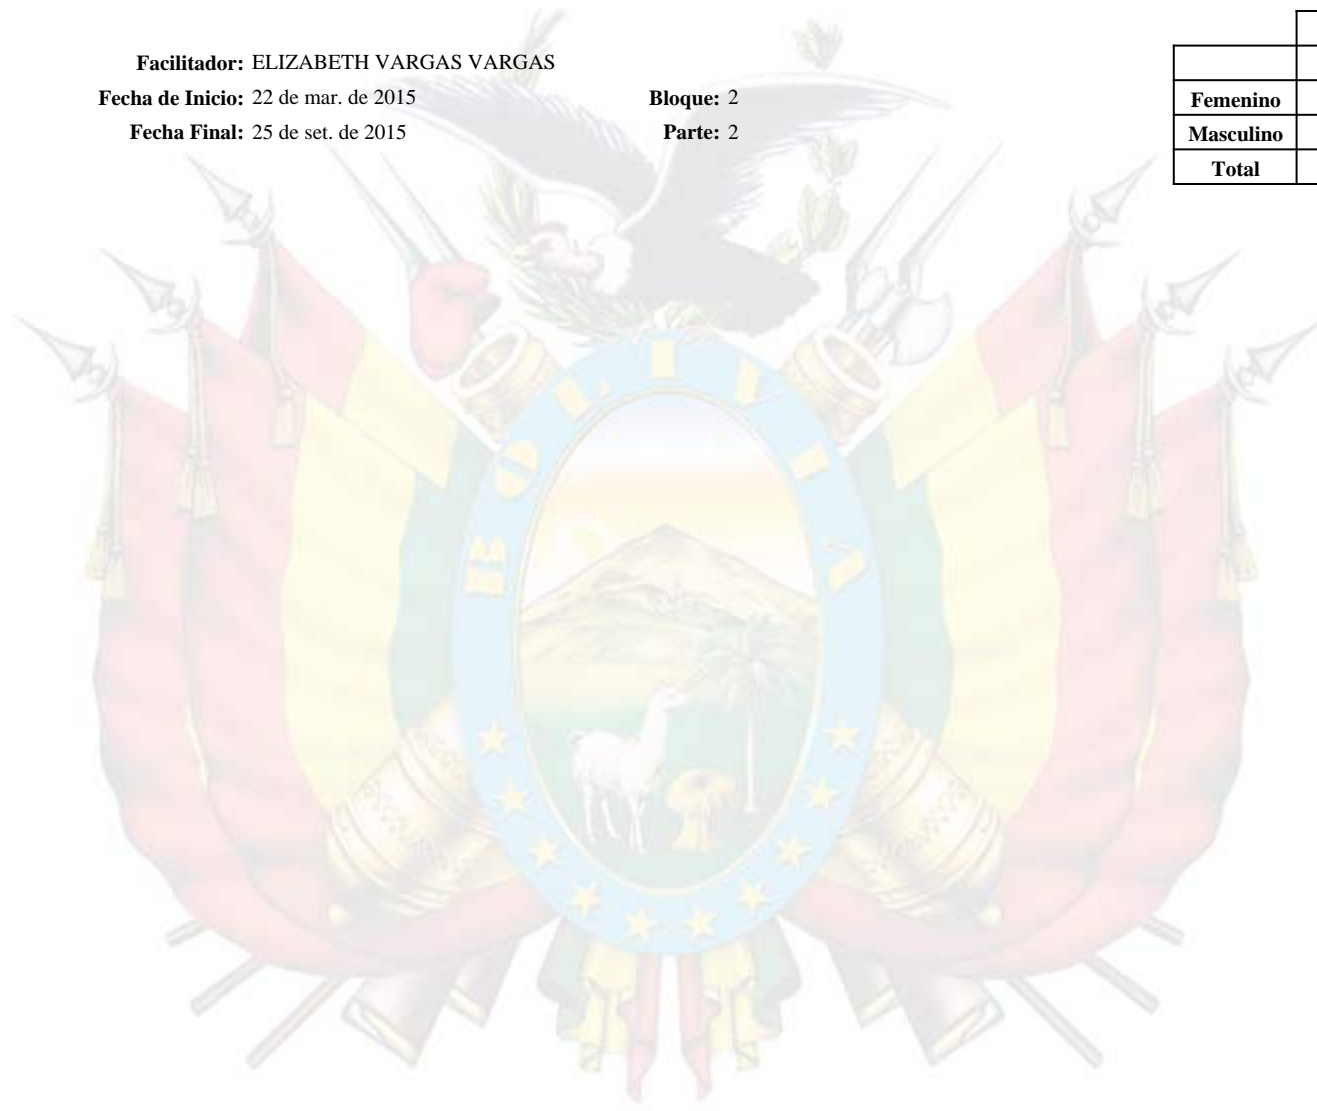 Facilitador: ELIZABETH VARGAS VARGAS
Fecha de Inicio: 22 de mar. de 2015 Bloque: 2
Fecha Final: 25 de set. de 2015 Parte: 2
Femenino
Masculino
Total
BOLIVIA